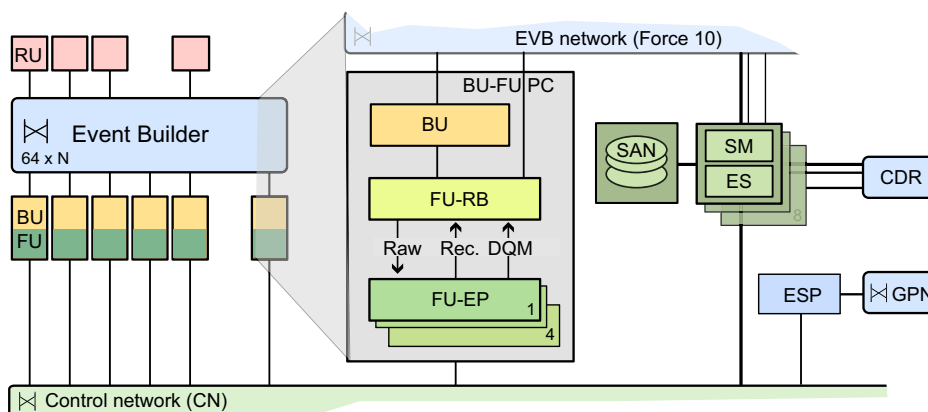 EVB network (Force 10)
RU
BU-FU PC
Event Builder
64 x N
BU
SAN
SM
ES
CDR
8
FU-RB
BU
FU
Raw
Rec.
DQM
FU-EP
1
4
ESP
GPN
Control network (CN)